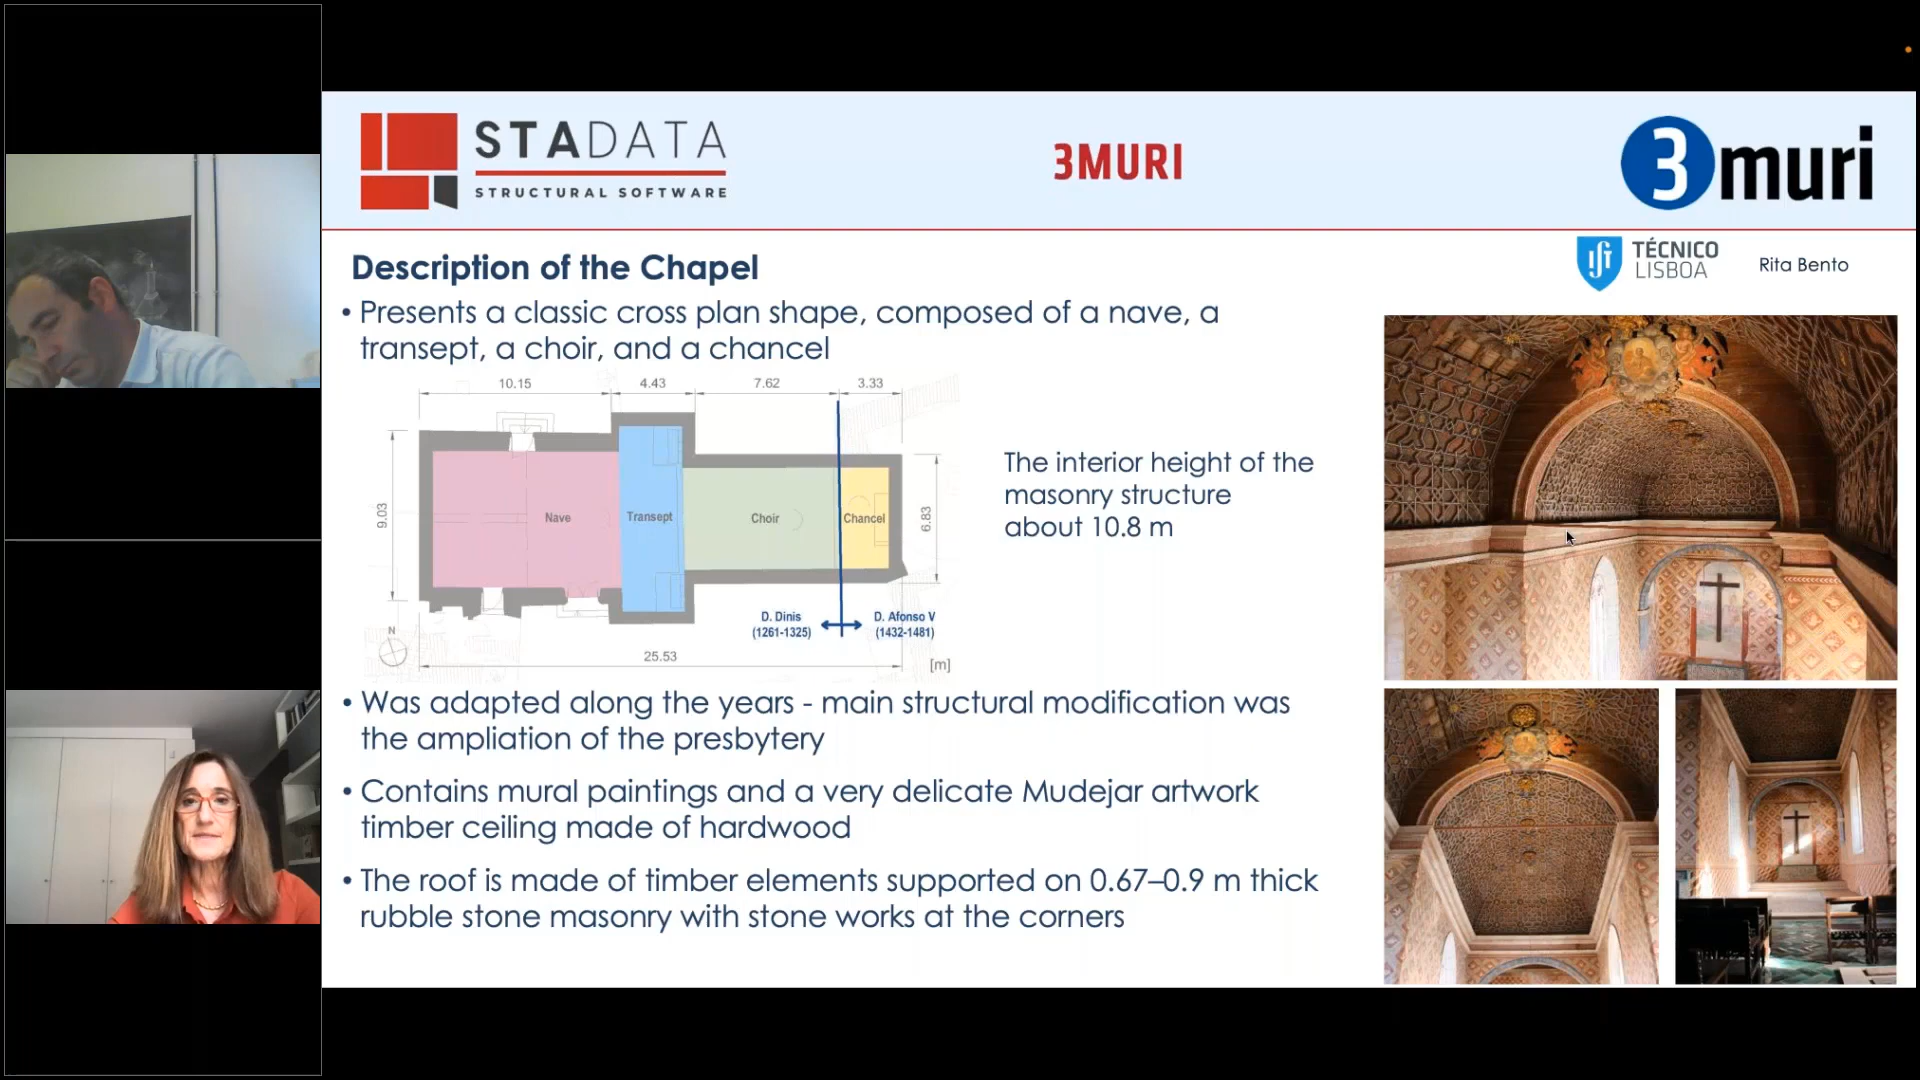 STADATA
STRUCTURAL SOFTWARE
3MURI
3muri
TÉCNICO
LISBOA
Rita Bento
Description of the Chapel
• Presents a classic cross plan shape, composed of a nave, a
transept, a choir, and a chancel
10.15
4.43
7.62
3.33
9.03
Nave
Transept
Choir
Chancel
6.83
The interior height of the
masonry structure
about 10.8 m
D. Dinis
(1261-1325)
D. Afonso V
(1432-1481)
N
25.53
[m]
• Was adapted along the years - main structural modification was
the ampliation of the presbytery
• Contains mural paintings and a very delicate Mudejar artwork
timber ceiling made of hardwood
• The roof is made of timber elements supported on 0.67–0.9 m thick
rubble stone masonry with stone works at the corners